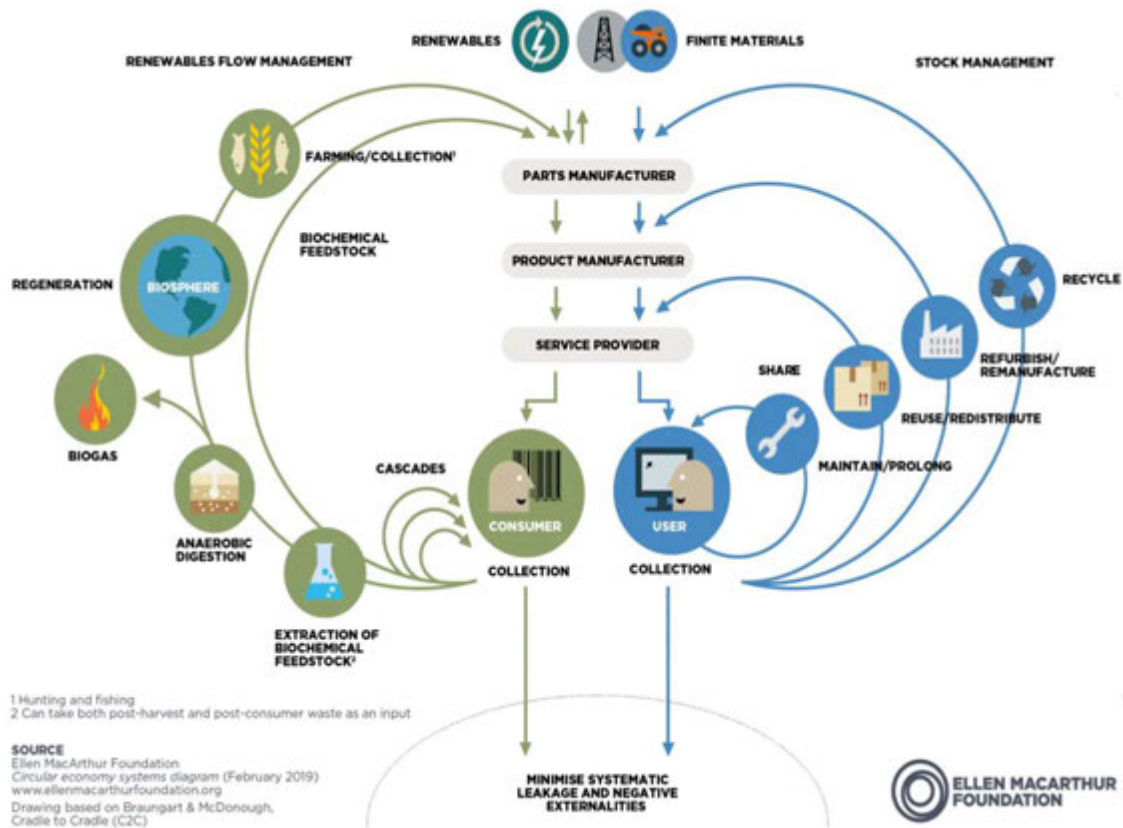 RENEWABLES
FINITE MATERIALS
RENEWABLES FLOW MANAGEMENT
STOCK MANAGEMENT
FARMING/COLLECTION¹
PARTS MANUFACTURER
BIOCHEMICAL
FEEDSTOCK
PRODUCT MANUFACTURER
REGENERATION
BIOSPHERE
RECYCLE
SERVICE PROVIDER
SHARE
REFURBISH/
REMANUFACTURE
REUSE/REDISTRIBUTE
BIOGAS
CASCADES
MAINTAIN/PROLONG
CONSUMER
USER
ANAEROBIC
DIGESTION
COLLECTION
COLLECTION
EXTRACTION OF
BIOCHEMICAL
FEEDSTOCK²
1 Hunting and fishing
2 Can take both post-harvest and post-consumer waste as an input
SOURCE
Ellen MacArthur Foundation
Circular economy systems diagram (February 2019)
www.ellenmacarthurfoundation.org
Drawing based on Braungart & McDonough,
Cradle to Cradle (C2C)
MINIMISE SYSTEMATIC
LEAKAGE AND NEGATIVE
EXTERNALITIES
ELLEN MACARTHUR
FOUNDATION